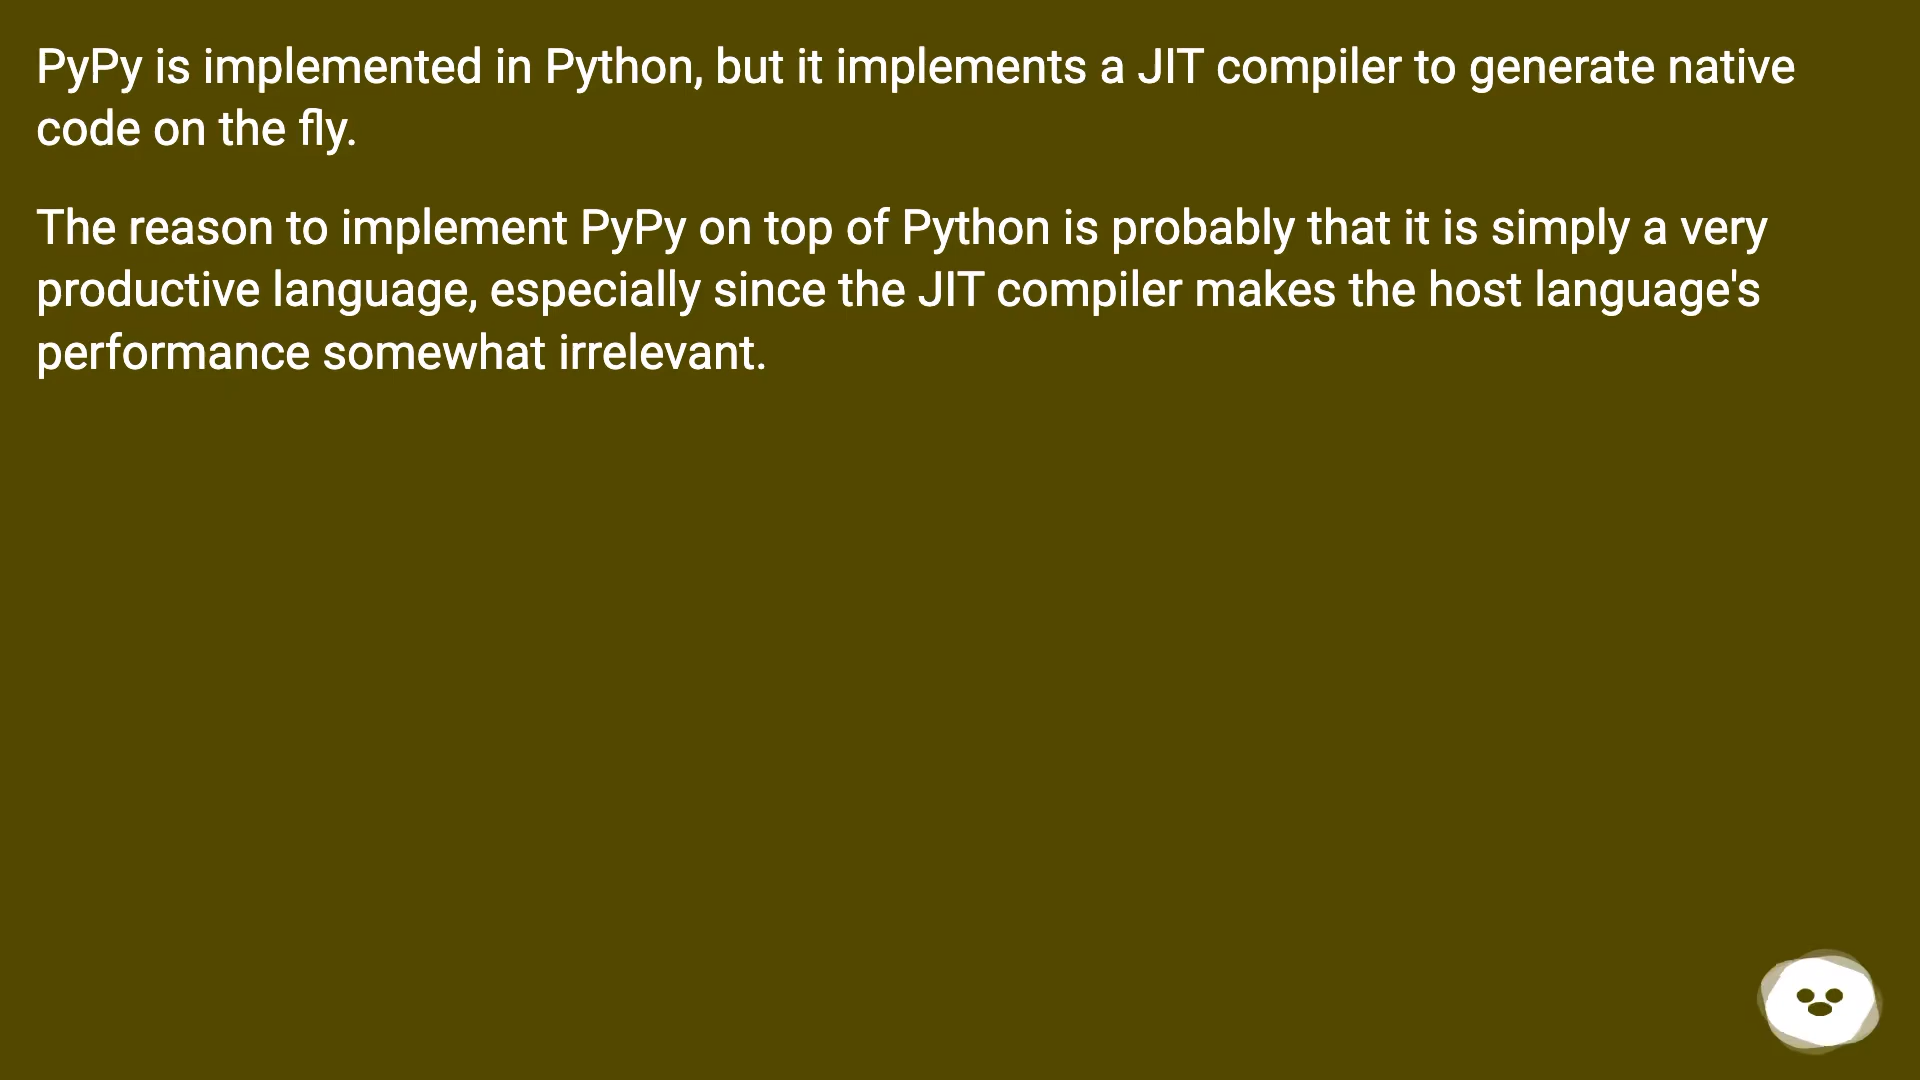 PyPy is implemented in Python, but it implements a JIT compiler to generate native
code on the fly.
The reason to implement PyPy on top of Python is probably that it is simply a very
productive language, especially since the JIT compiler makes the host language's
performance somewhat irrelevant.